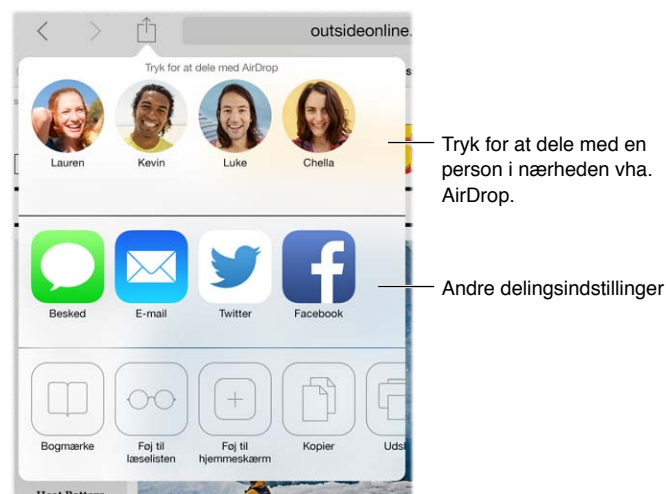 outsideonline.
Tryk for at dele med AirDrop
Lauren
Kevin
Luke
Chella
Tryk for at dele med en
person i nærheden vha.
AirDrop.
Besked
E-mail
Twitter
Facebook
Andre delingsindstillinger
Bogmærke
Føj til
læselisten
Føj til
hjemmeskærm
Kopier